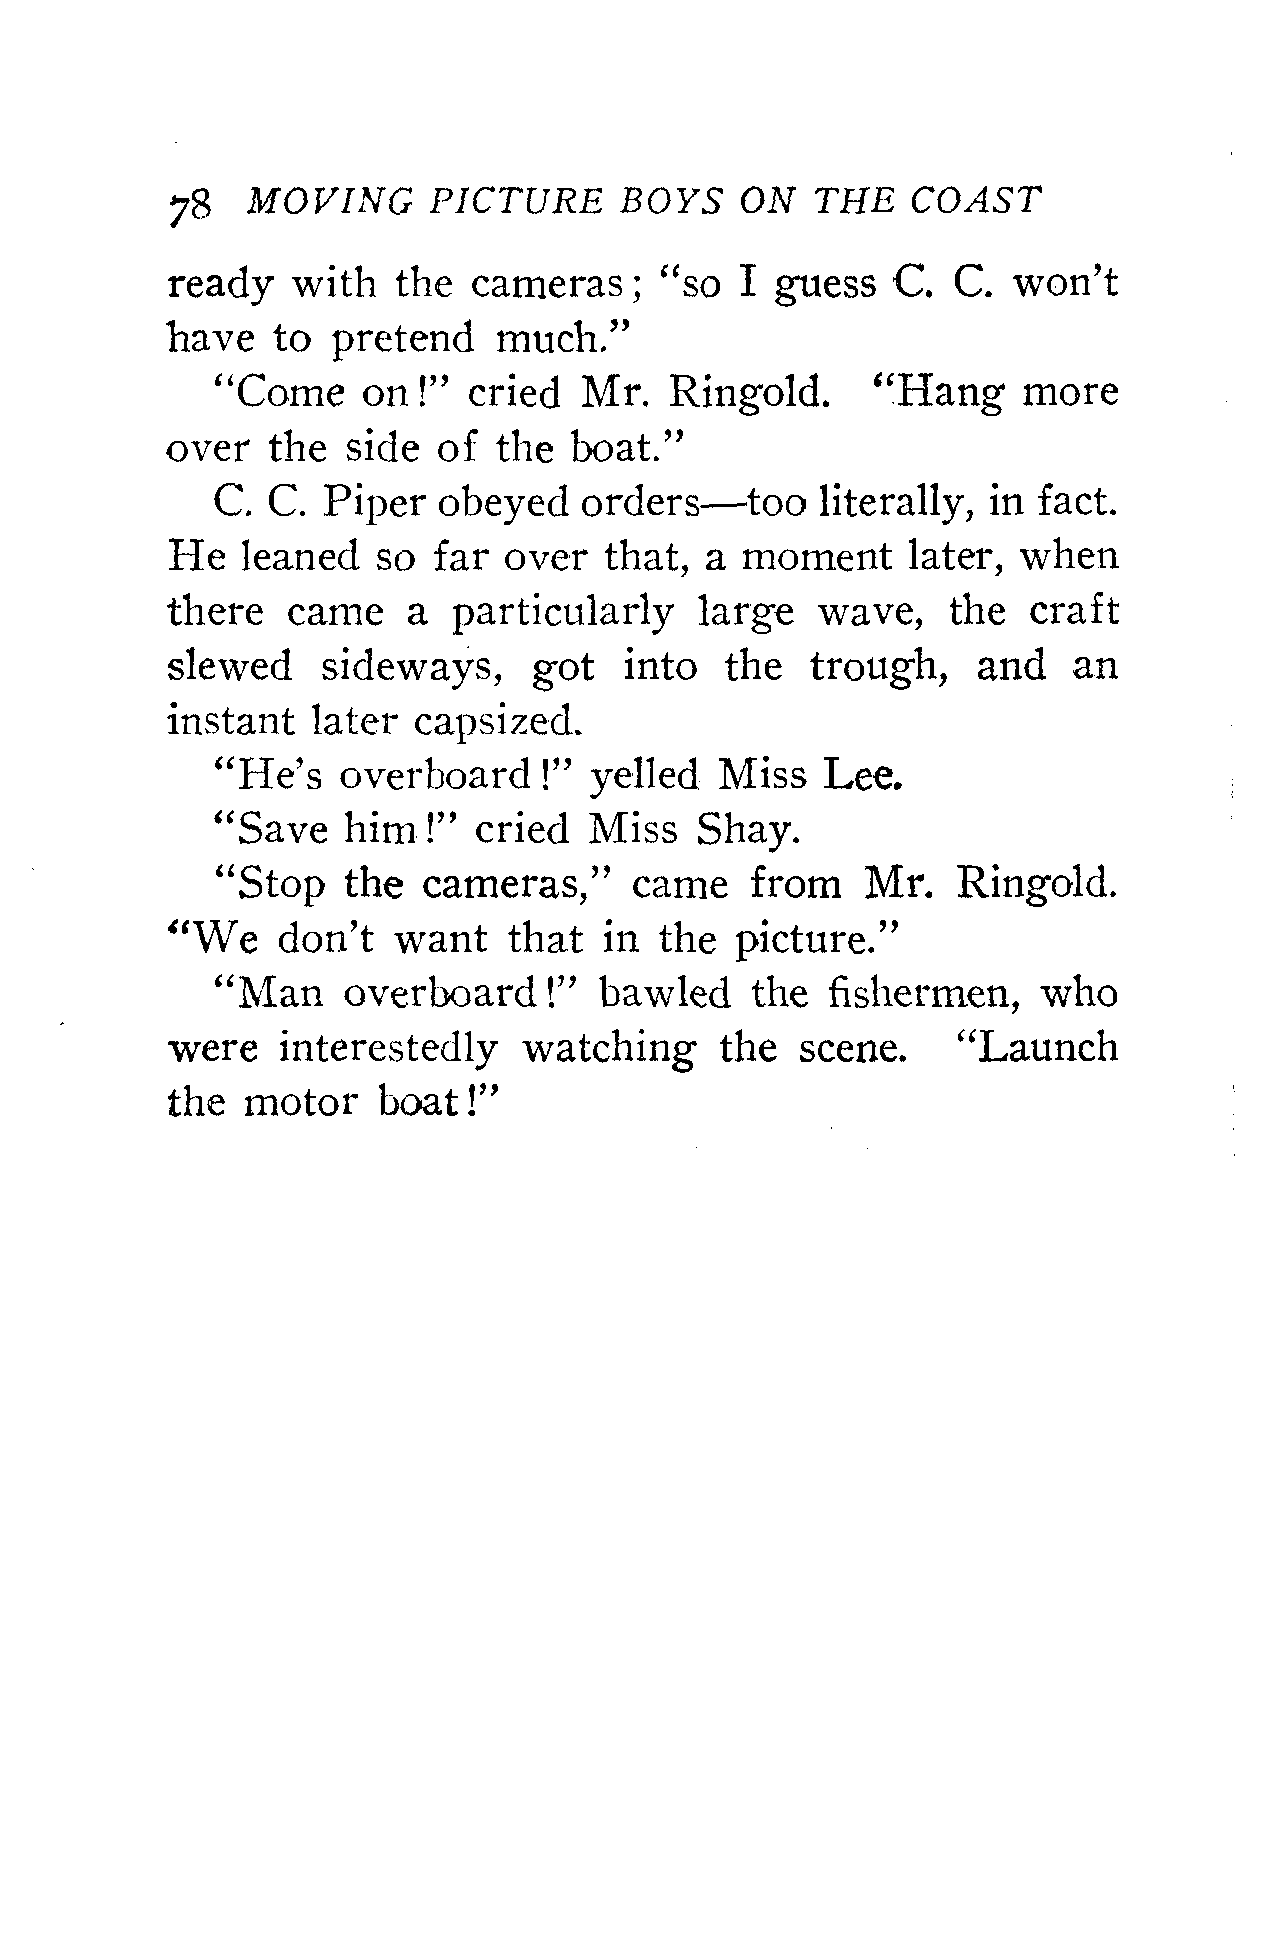 78 MOVING PICTURE BOYS ON THE COAST
ready with the cameras; “so I guess C. C. won’t
have to pretend much.”
“Come on!” cried Mr. Ringold. “Hang more
over the side of the boat.”
C. C. Piper obeyed orders—too literally, in fact.
He leaned so far over that, a moment later, when
there came a particularly large wave, the craft
slewed sideways, got into the trough, and an
instant later capsized.
“He’s overboard!” yelled Miss Lee.
“Save him!” cried Miss Shay.
“Stop the cameras,” came from Mr. Ringold.
“We don’t want that in the picture.”
“Man overboard!” bawled the fishermen, who
were interestedly watching the scene. “Launch
the motor boat!”